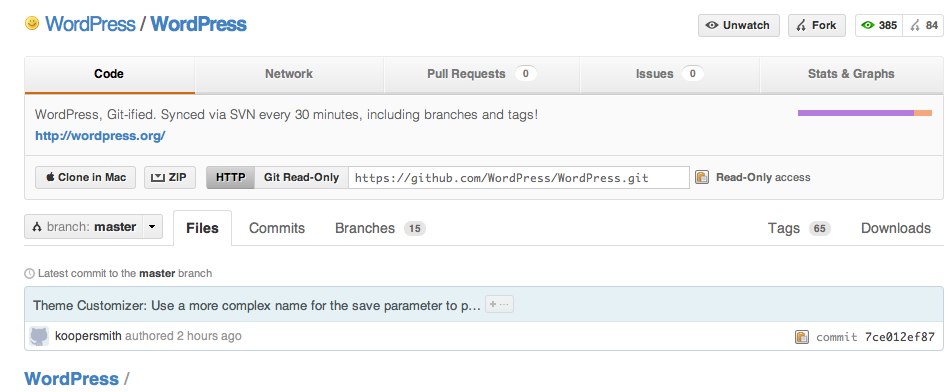 WordPress / WordPress
Unwatch Fork 385 84
Code Network Pull Requests 0 Issues 0 Stats & Graphs
WordPress, Git-ified. Synced via SVN every 30 minutes, including branches and tags!
http://wordpress.org/
Clone in Mac ZIP HTTP Git Read-Only https://github.com/WordPress/WordPress.git Read-Only access
branch: master Files Commits Branches 15 Tags 65 Downloads
Latest commit to the master branch
Theme Customizer: Use a more complex name for the save parameter to p…
koopersmith authored 2 hours ago commit 7ce012ef87
WordPress /